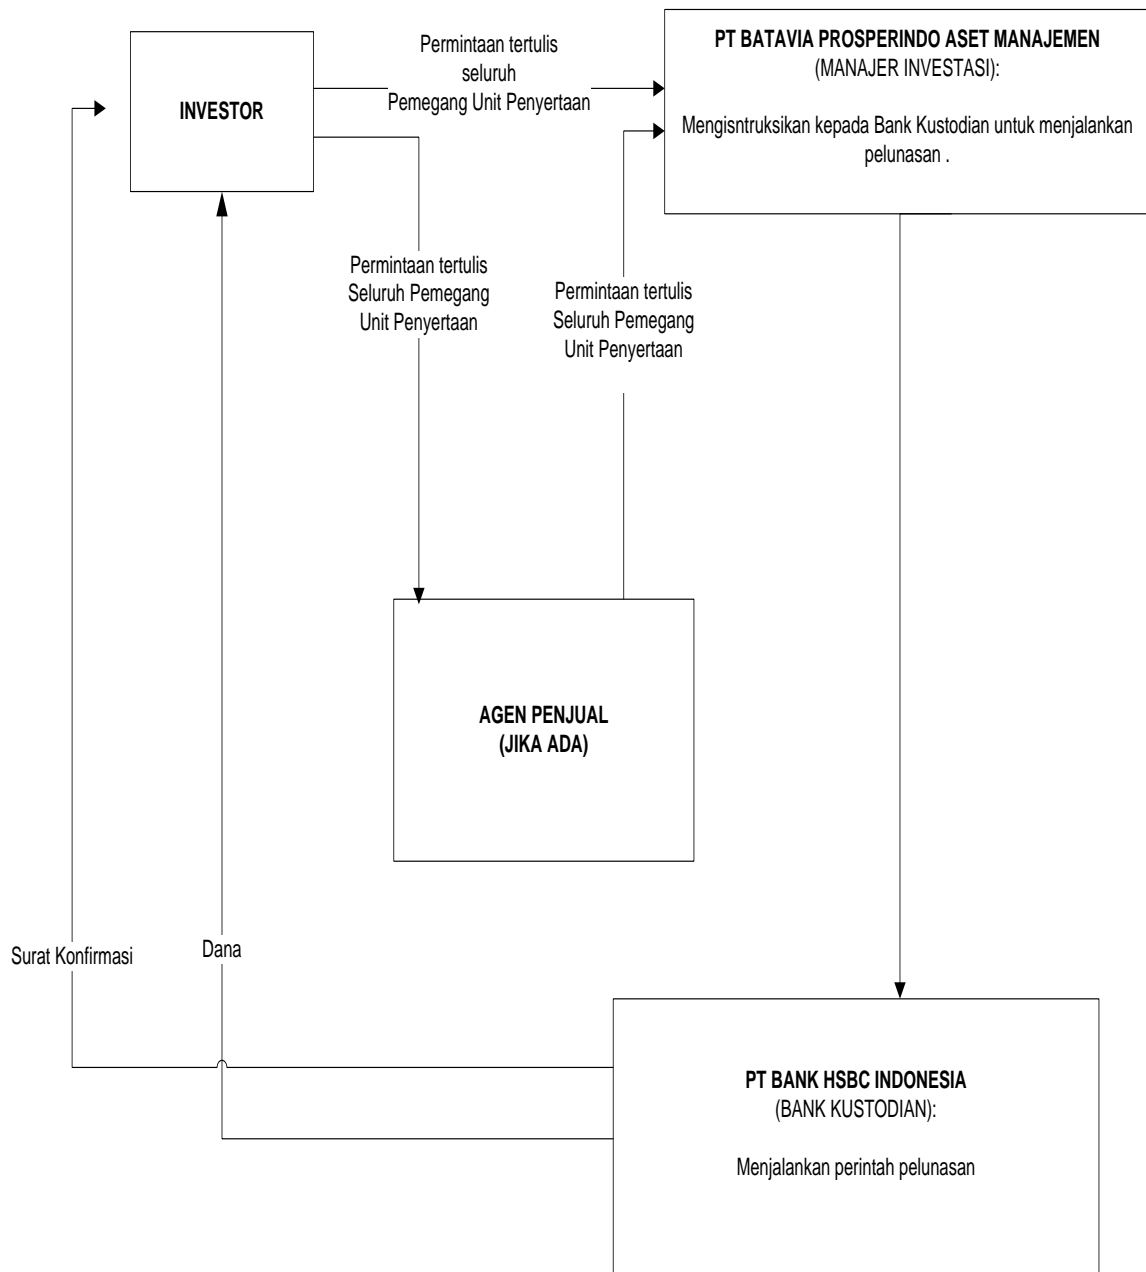 INVESTOR
Permintaan tertulis
seluruh
Pemegang Unit Penyertaan
PT BATAVIA PROSPERINDO ASET MANAJEMEN
(MANAJER INVESTASI):
Mengisntruksikan kepada Bank Kustodian untuk menjalankan
pelunasan .
Permintaan tertulis
Seluruh Pemegang
Unit Penyertaan
Permintaan tertulis
Seluruh Pemegang
Unit Penyertaan
AGEN PENJUAL
(JIKA ADA)
Surat Konfirmasi
Dana
PT BANK HSBC INDONESIA
(BANK KUSTODIAN):
Menjalankan perintah pelunasan